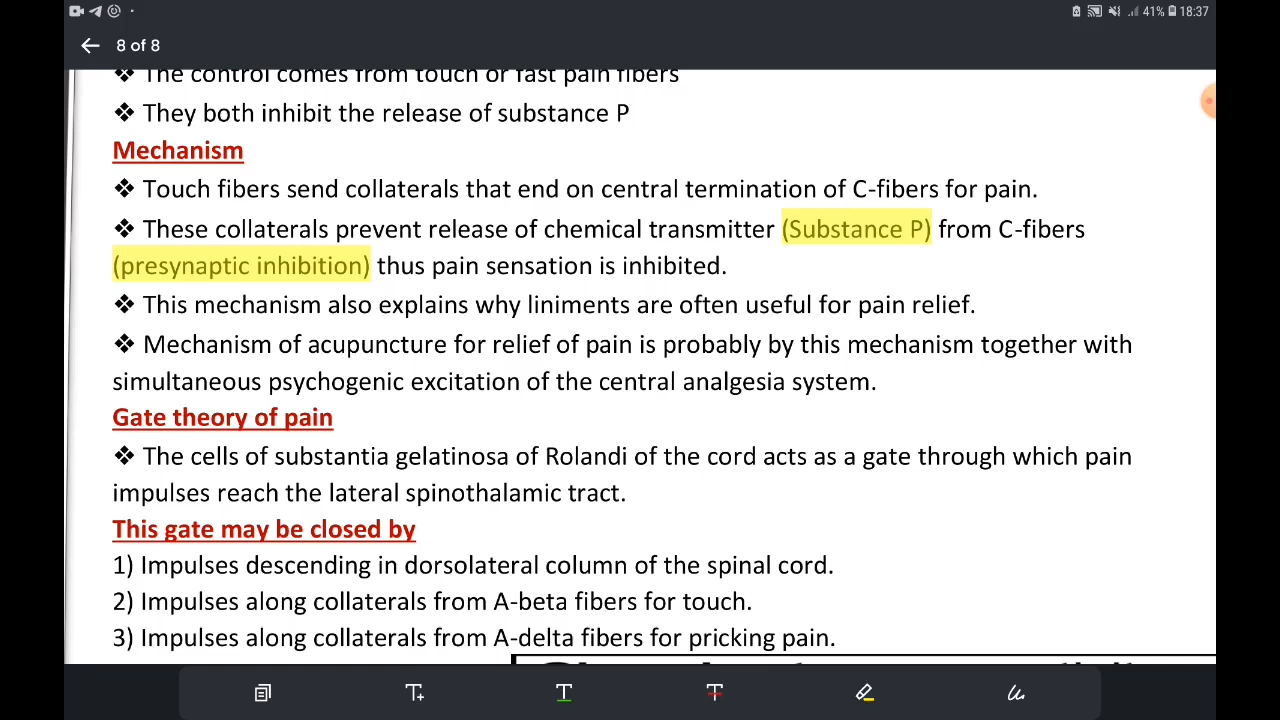 41% 18:37
8 of 8
❖ The control comes from touch or fast pain fibers
❖ They both inhibit the release of substance P
Mechanism
❖ Touch fibers send collaterals that end on central termination of C-fibers for pain.
❖ These collaterals prevent release of chemical transmitter (Substance P) from C-fibers
(presynaptic inhibition) thus pain sensation is inhibited.
❖ This mechanism also explains why liniments are often useful for pain relief.
❖ Mechanism of acupuncture for relief of pain is probably by this mechanism together with
simultaneous psychogenic excitation of the central analgesia system.
Gate theory of pain
❖ The cells of substantia gelatinosa of Rolandi of the cord acts as a gate through which pain
impulses reach the lateral spinothalamic tract.
This gate may be closed by
1) Impulses descending in dorsolateral column of the spinal cord.
2) Impulses along collaterals from A-beta fibers for touch.
3) Impulses along collaterals from A-delta fibers for pricking pain.